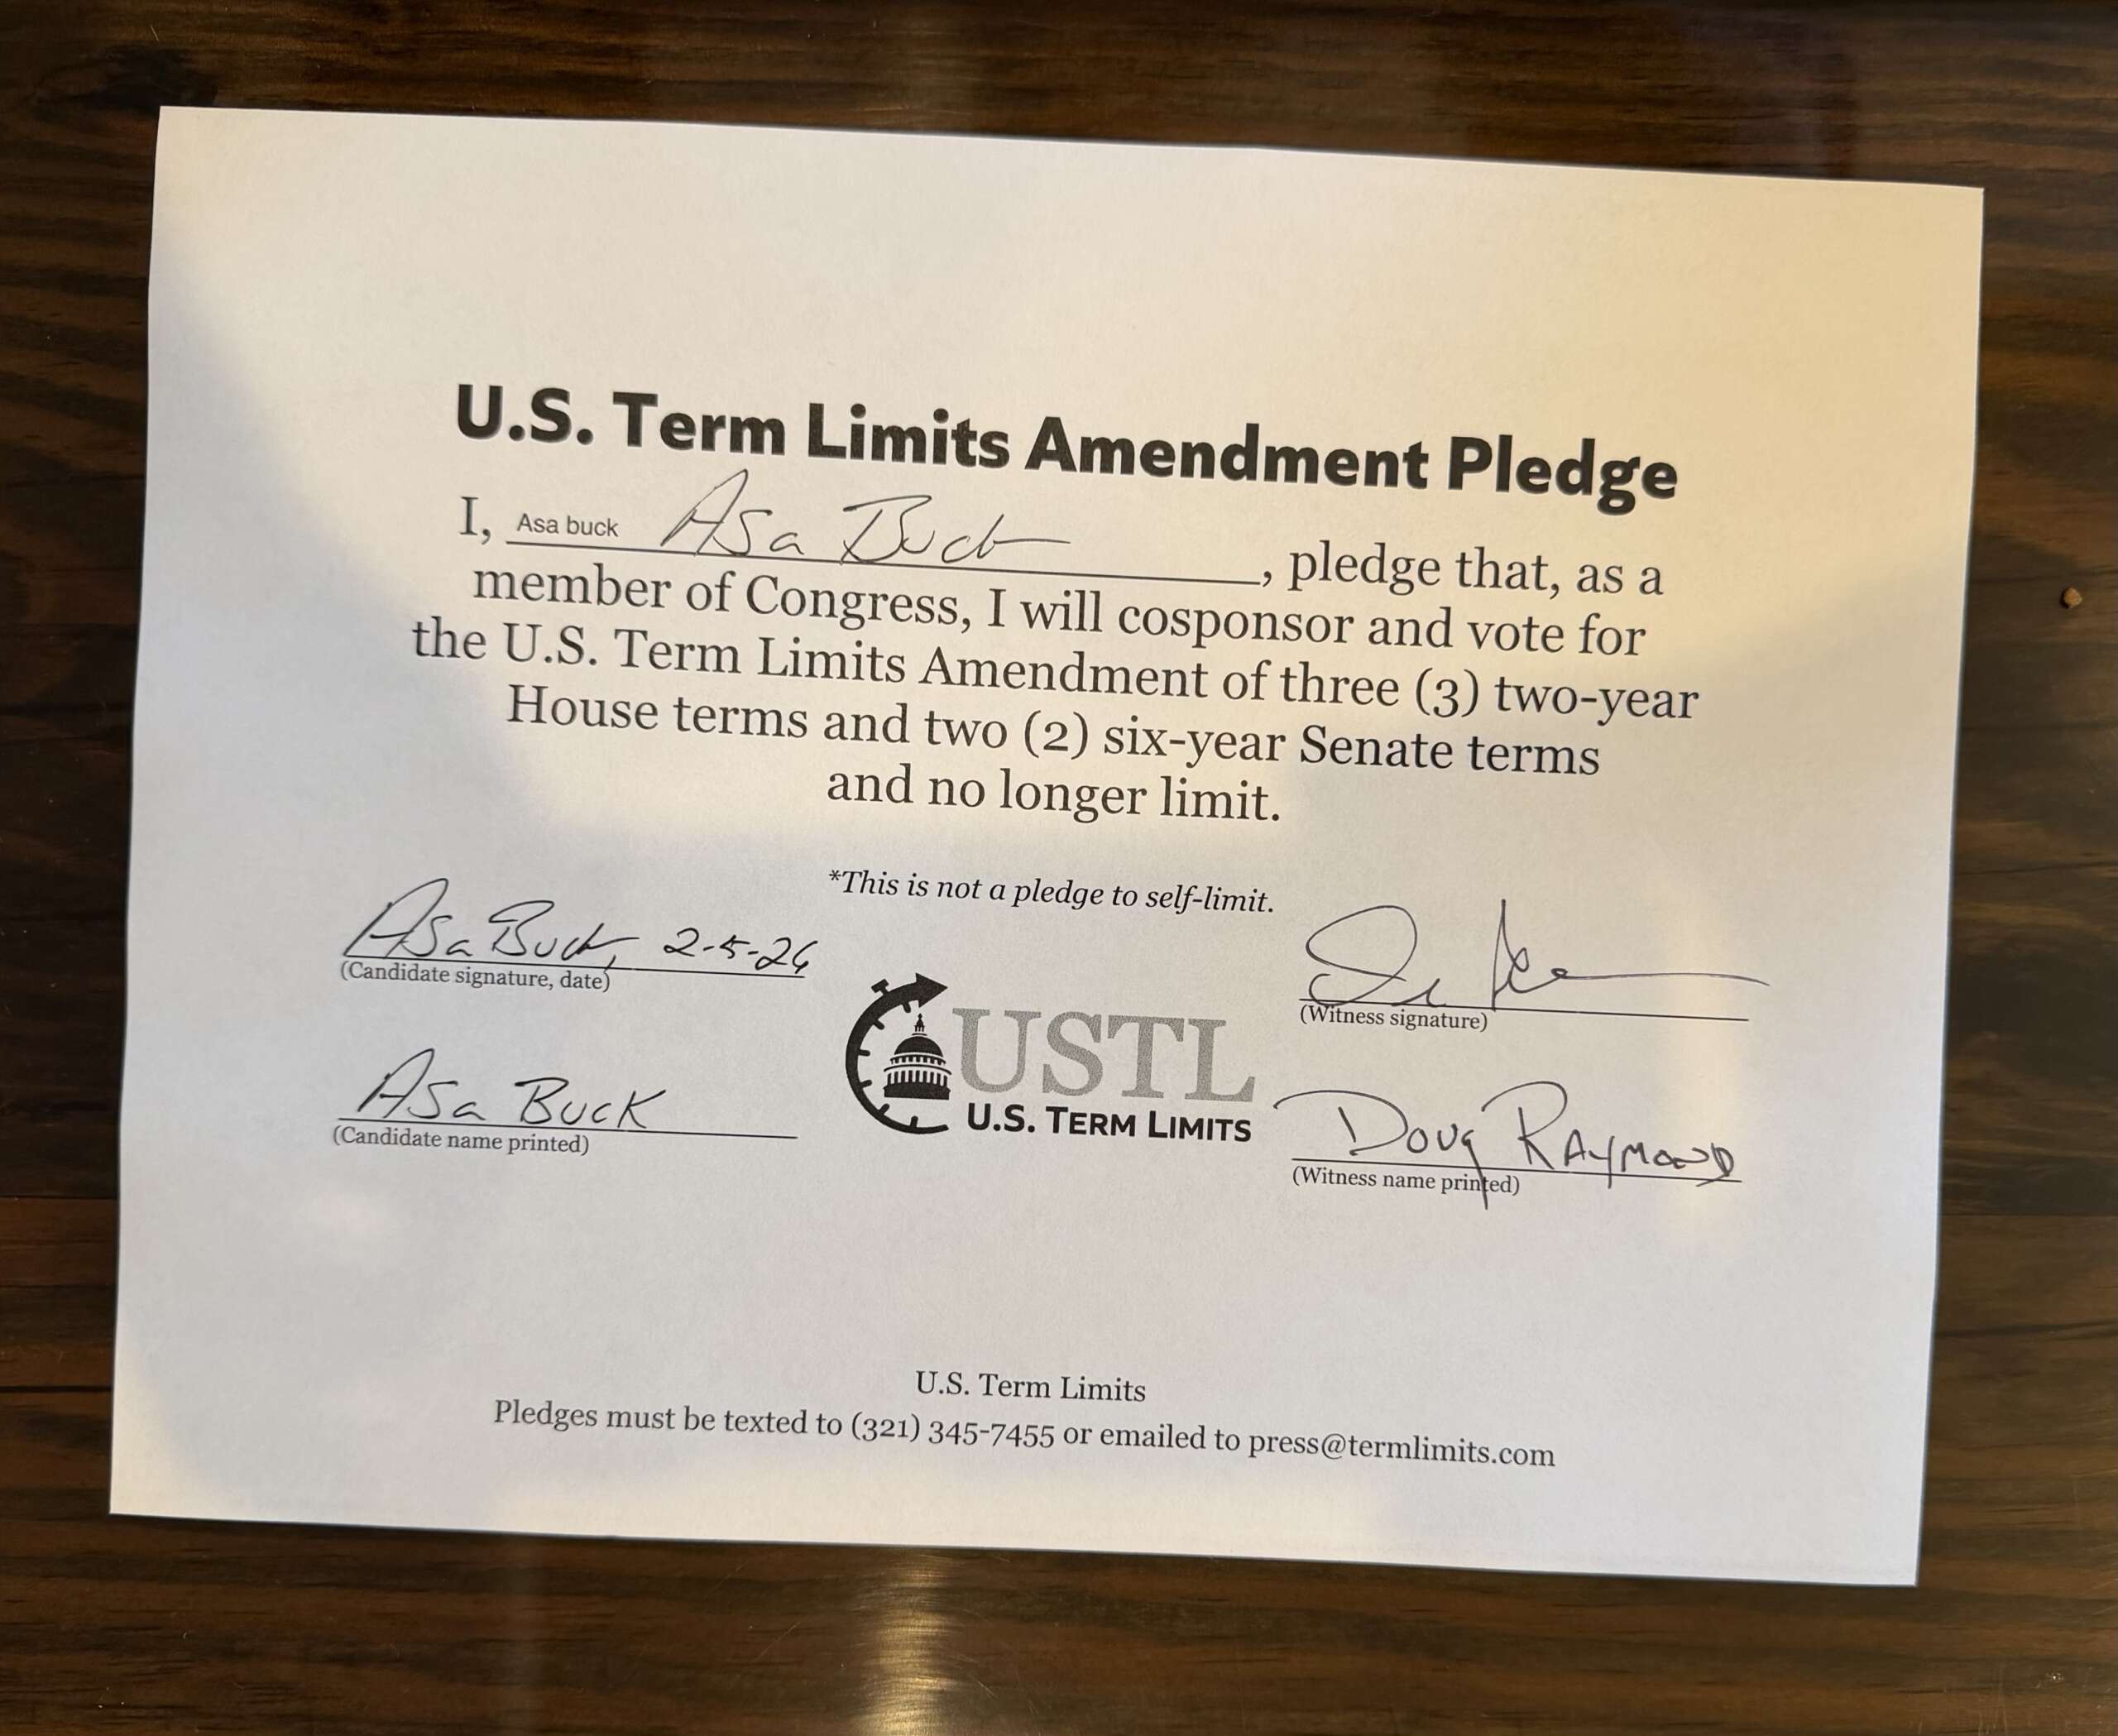 U.S. Term Limits Amendment Pledge
I, Asa buck Asa Buck, pledge that, as a
member of Congress, I will cosponsor and vote for
the U.S. Term Limits Amendment of three (3) two-year
House terms and two (2) six-year Senate terms
and no longer limit.
*This is not a pledge to self-limit.
Asa Buck, 2-5-26
(Candidate signature, date)
(Witness signature)
Asa Buck
(Candidate name printed)
USTL
U.S. TERM LIMITS
Doug RAYMOND
(Witness name printed)
U.S. Term Limits
Pledges must be texted to (321) 345-7455 or emailed to press@termlimits.com